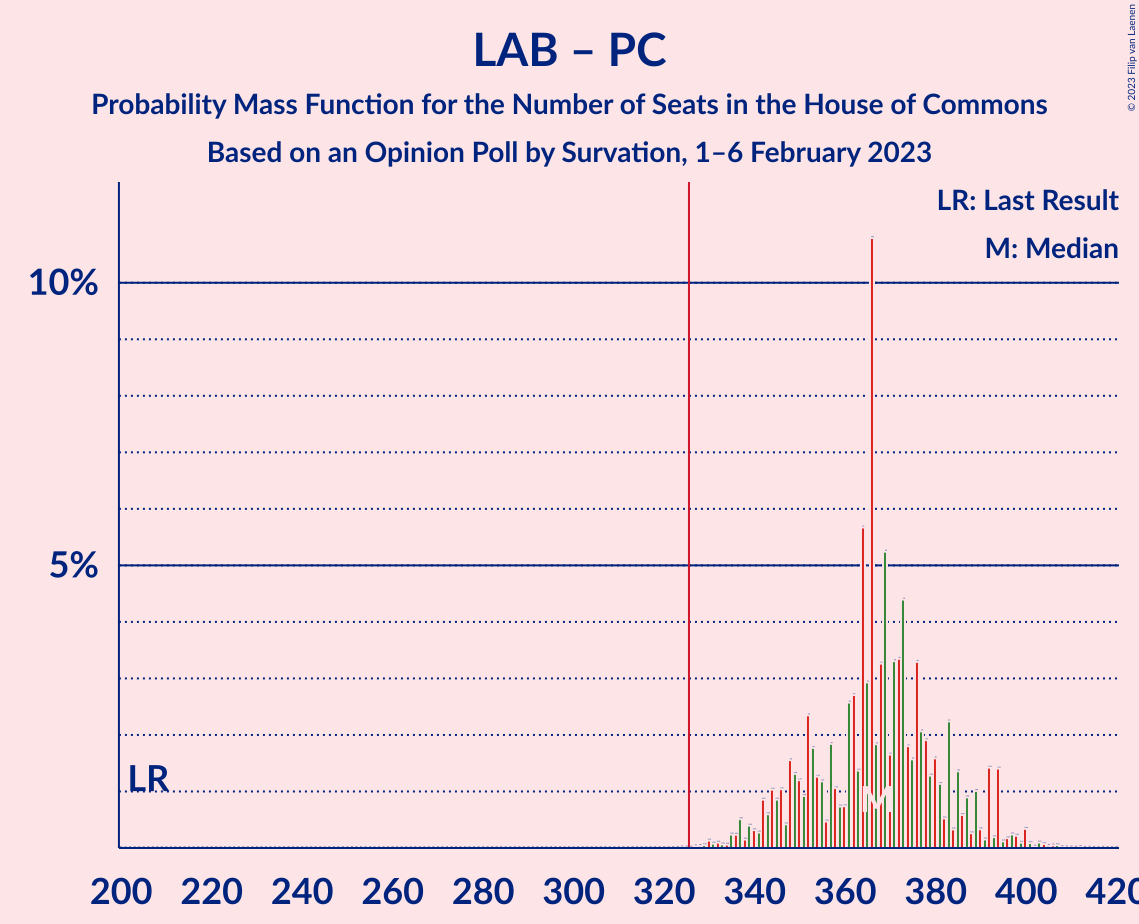 LAB – PC
Probability Mass Function for the Number of Seats in the House of Commons
Based on an Opinion Poll by Survation, 1–6 February 2023
© 2023 Filip van Laenen
LR: Last Result
M: Median
10%
5%
LR
M
200 220 240 260 280 300 320 340 360 380 400 420